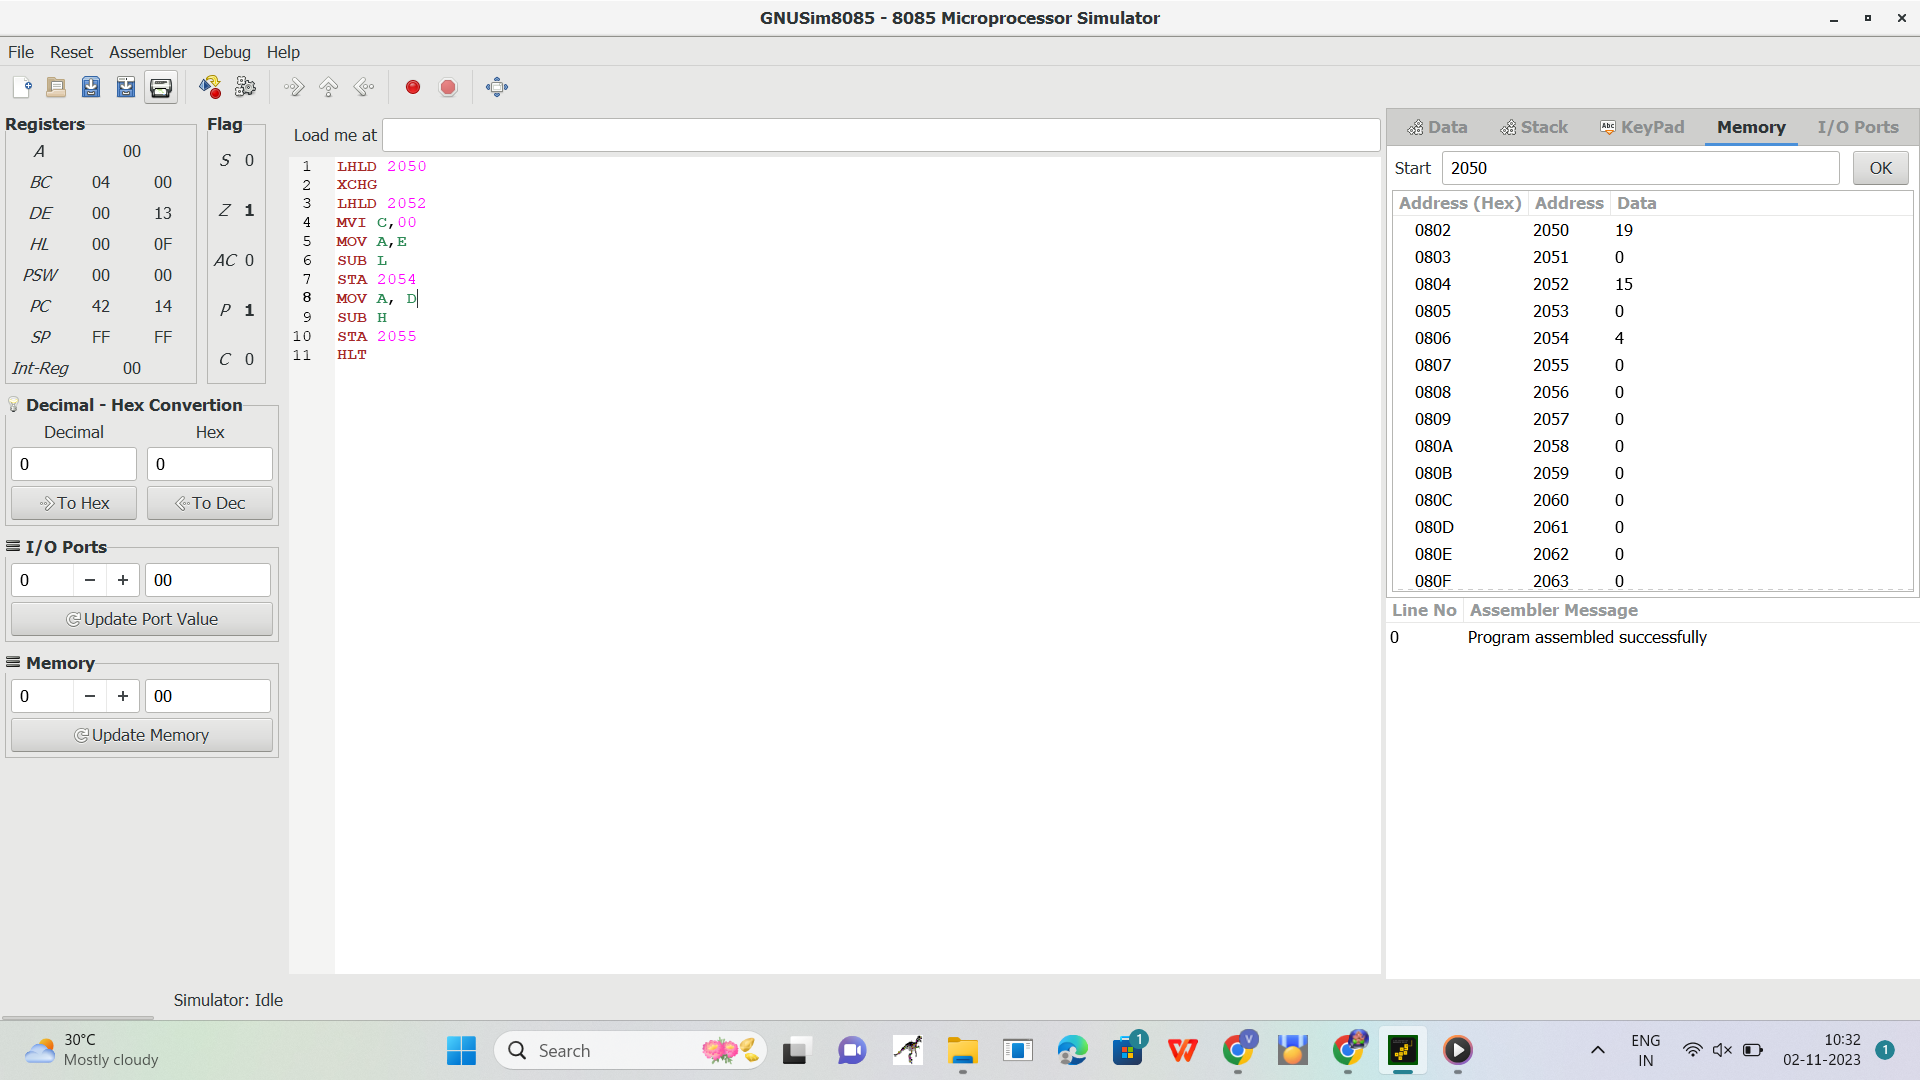 GNUSim8085 - 8085 Microprocessor Simulator
File Reset Assembler Debug Help
Registers
A 00
BC 04 00
DE 00 13
HL 00 0F
PSW 00 00
PC 42 14
SP FF FF
Int-Reg 00
Flag
S 0
Z 1
AC 0
P 1
C 0
Decimal - Hex Convertion
Decimal Hex
0 0
To Hex To Dec
I/O Ports
0 − + 00
Update Port Value
Memory
0 − + 00
Update Memory
Load me at
1 LHLD 2050
2 XCHG
3 LHLD 2052
4 MVI C,00
5 MOV A,E
6 SUB L
7 STA 2054
8 MOV A, D
9 SUB H
10 STA 2055
11 HLT
Data Stack Abc KeyPad Memory I/O Ports
Start 2050 OK
Address (Hex) Address Data
0802 2050 19
0803 2051 0
0804 2052 15
0805 2053 0
0806 2054 4
0807 2055 0
0808 2056 0
0809 2057 0
080A 2058 0
080B 2059 0
080C 2060 0
080D 2061 0
080E 2062 0
080F 2063 0
Line No Assembler Message
0 Program assembled successfully
Simulator: Idle
30°C
Mostly cloudy
Search
1
V
ENG
IN
10:32
02-11-2023
1